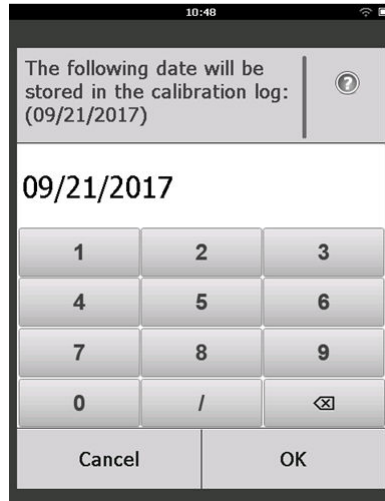 10:48
The following date will be
stored in the calibration log:
(09/21/2017)
?
09/21/2017
1 2 3
4 5 6
7 8 9
0 /
Cancel OK